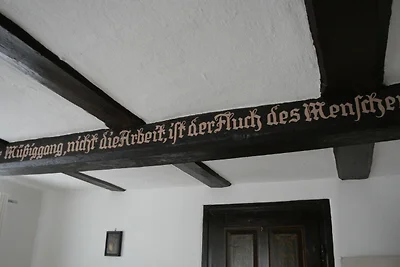 Müßiggang, nicht die Arbeit, ist der Fluch des Menschen